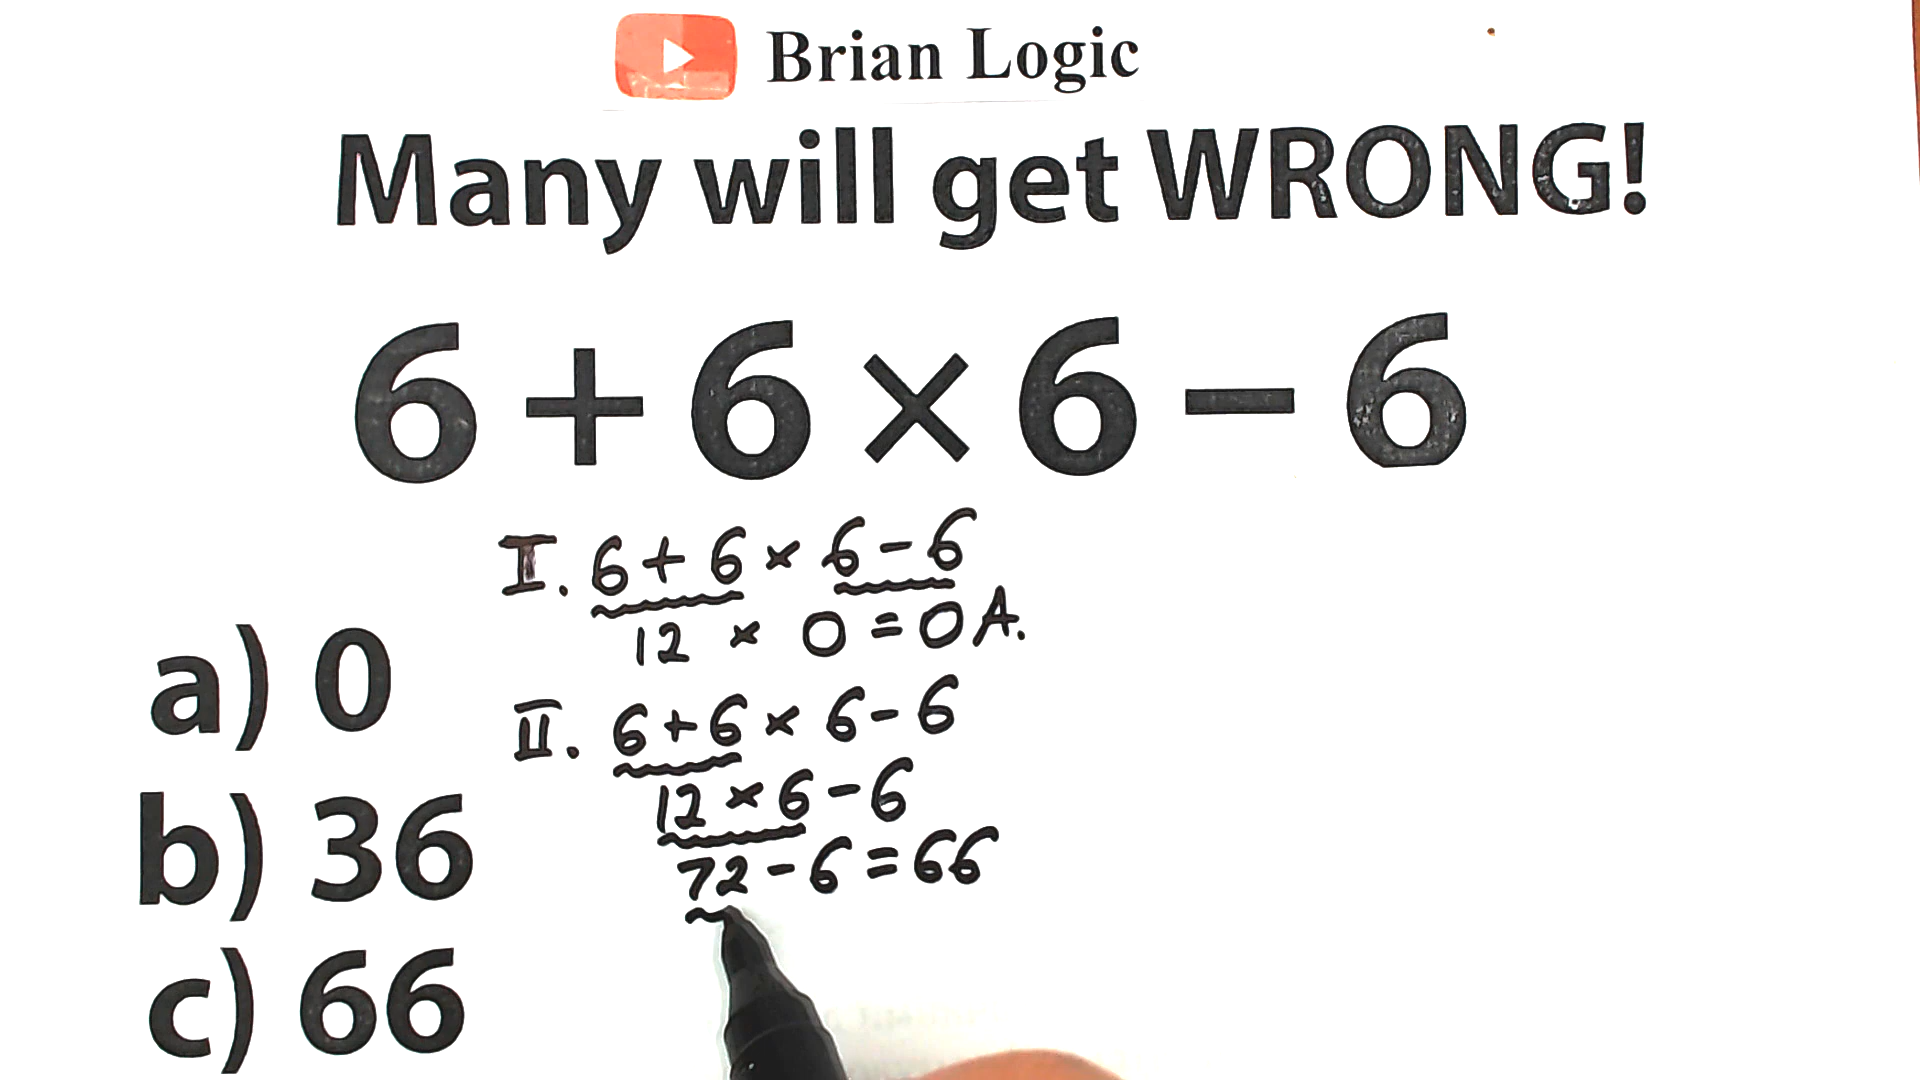 Brian Logic
Many will get WRONG!
6 + 6 × 6 − 6
I. 6 + 6 × 6 − 6
12 × 0 = 0 A.
II. 6 + 6 × 6 − 6
12 × 6 − 6
72 − 6 = 66
a) 0
b) 36
c) 66